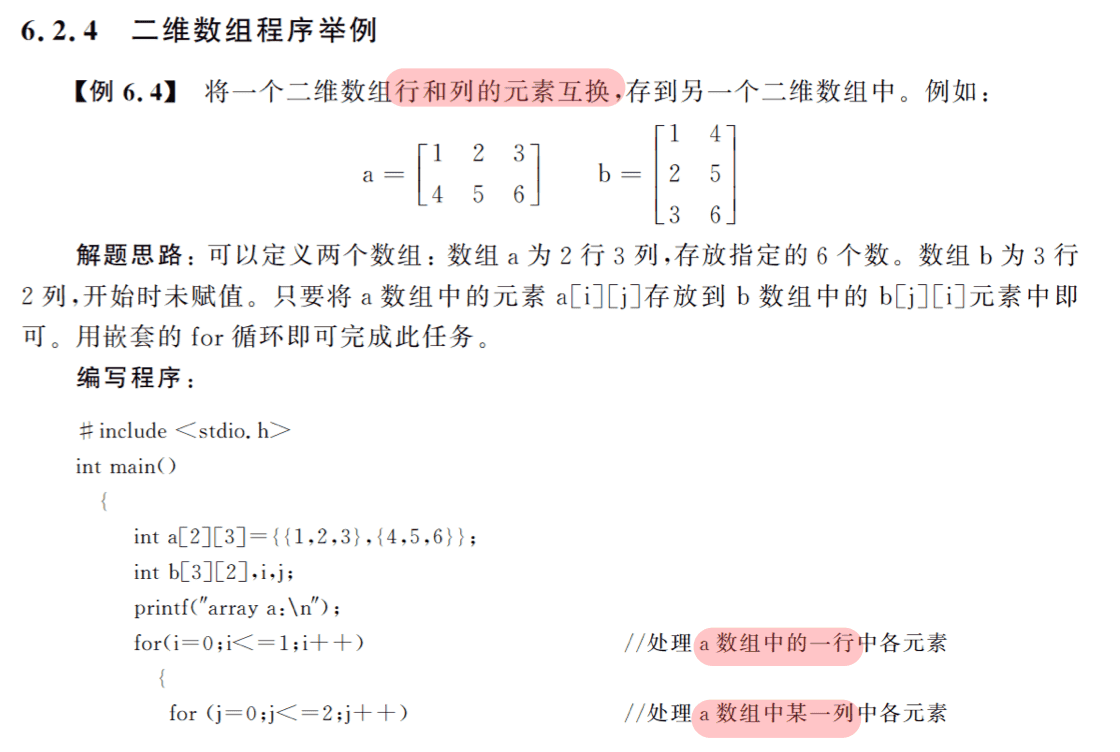 6.2.4 二维数组程序举例
【例 6.4】 将一个二维数组行和列的元素互换,存到另一个二维数组中。例如:
a = [1 2 3
4 5 6]
b = [1 4
2 5
3 6]
解题思路: 可以定义两个数组: 数组 a 为 2 行 3 列,存放指定的 6 个数。数组 b 为 3 行
2 列,开始时未赋值。只要将 a 数组中的元素 a[i][j]存放到 b 数组中的 b[j][i]元素中即
可。用嵌套的 for 循环即可完成此任务。
编写程序:
#include <stdio.h>
int main()
{
int a[2][3]={{1,2,3},{4,5,6}};
int b[3][2],i,j;
printf("array a:\n");
for(i=0;i<=1;i++) //处理 a 数组中的一行中各元素
{
for (j=0;j<=2;j++) //处理 a 数组中某一列中各元素